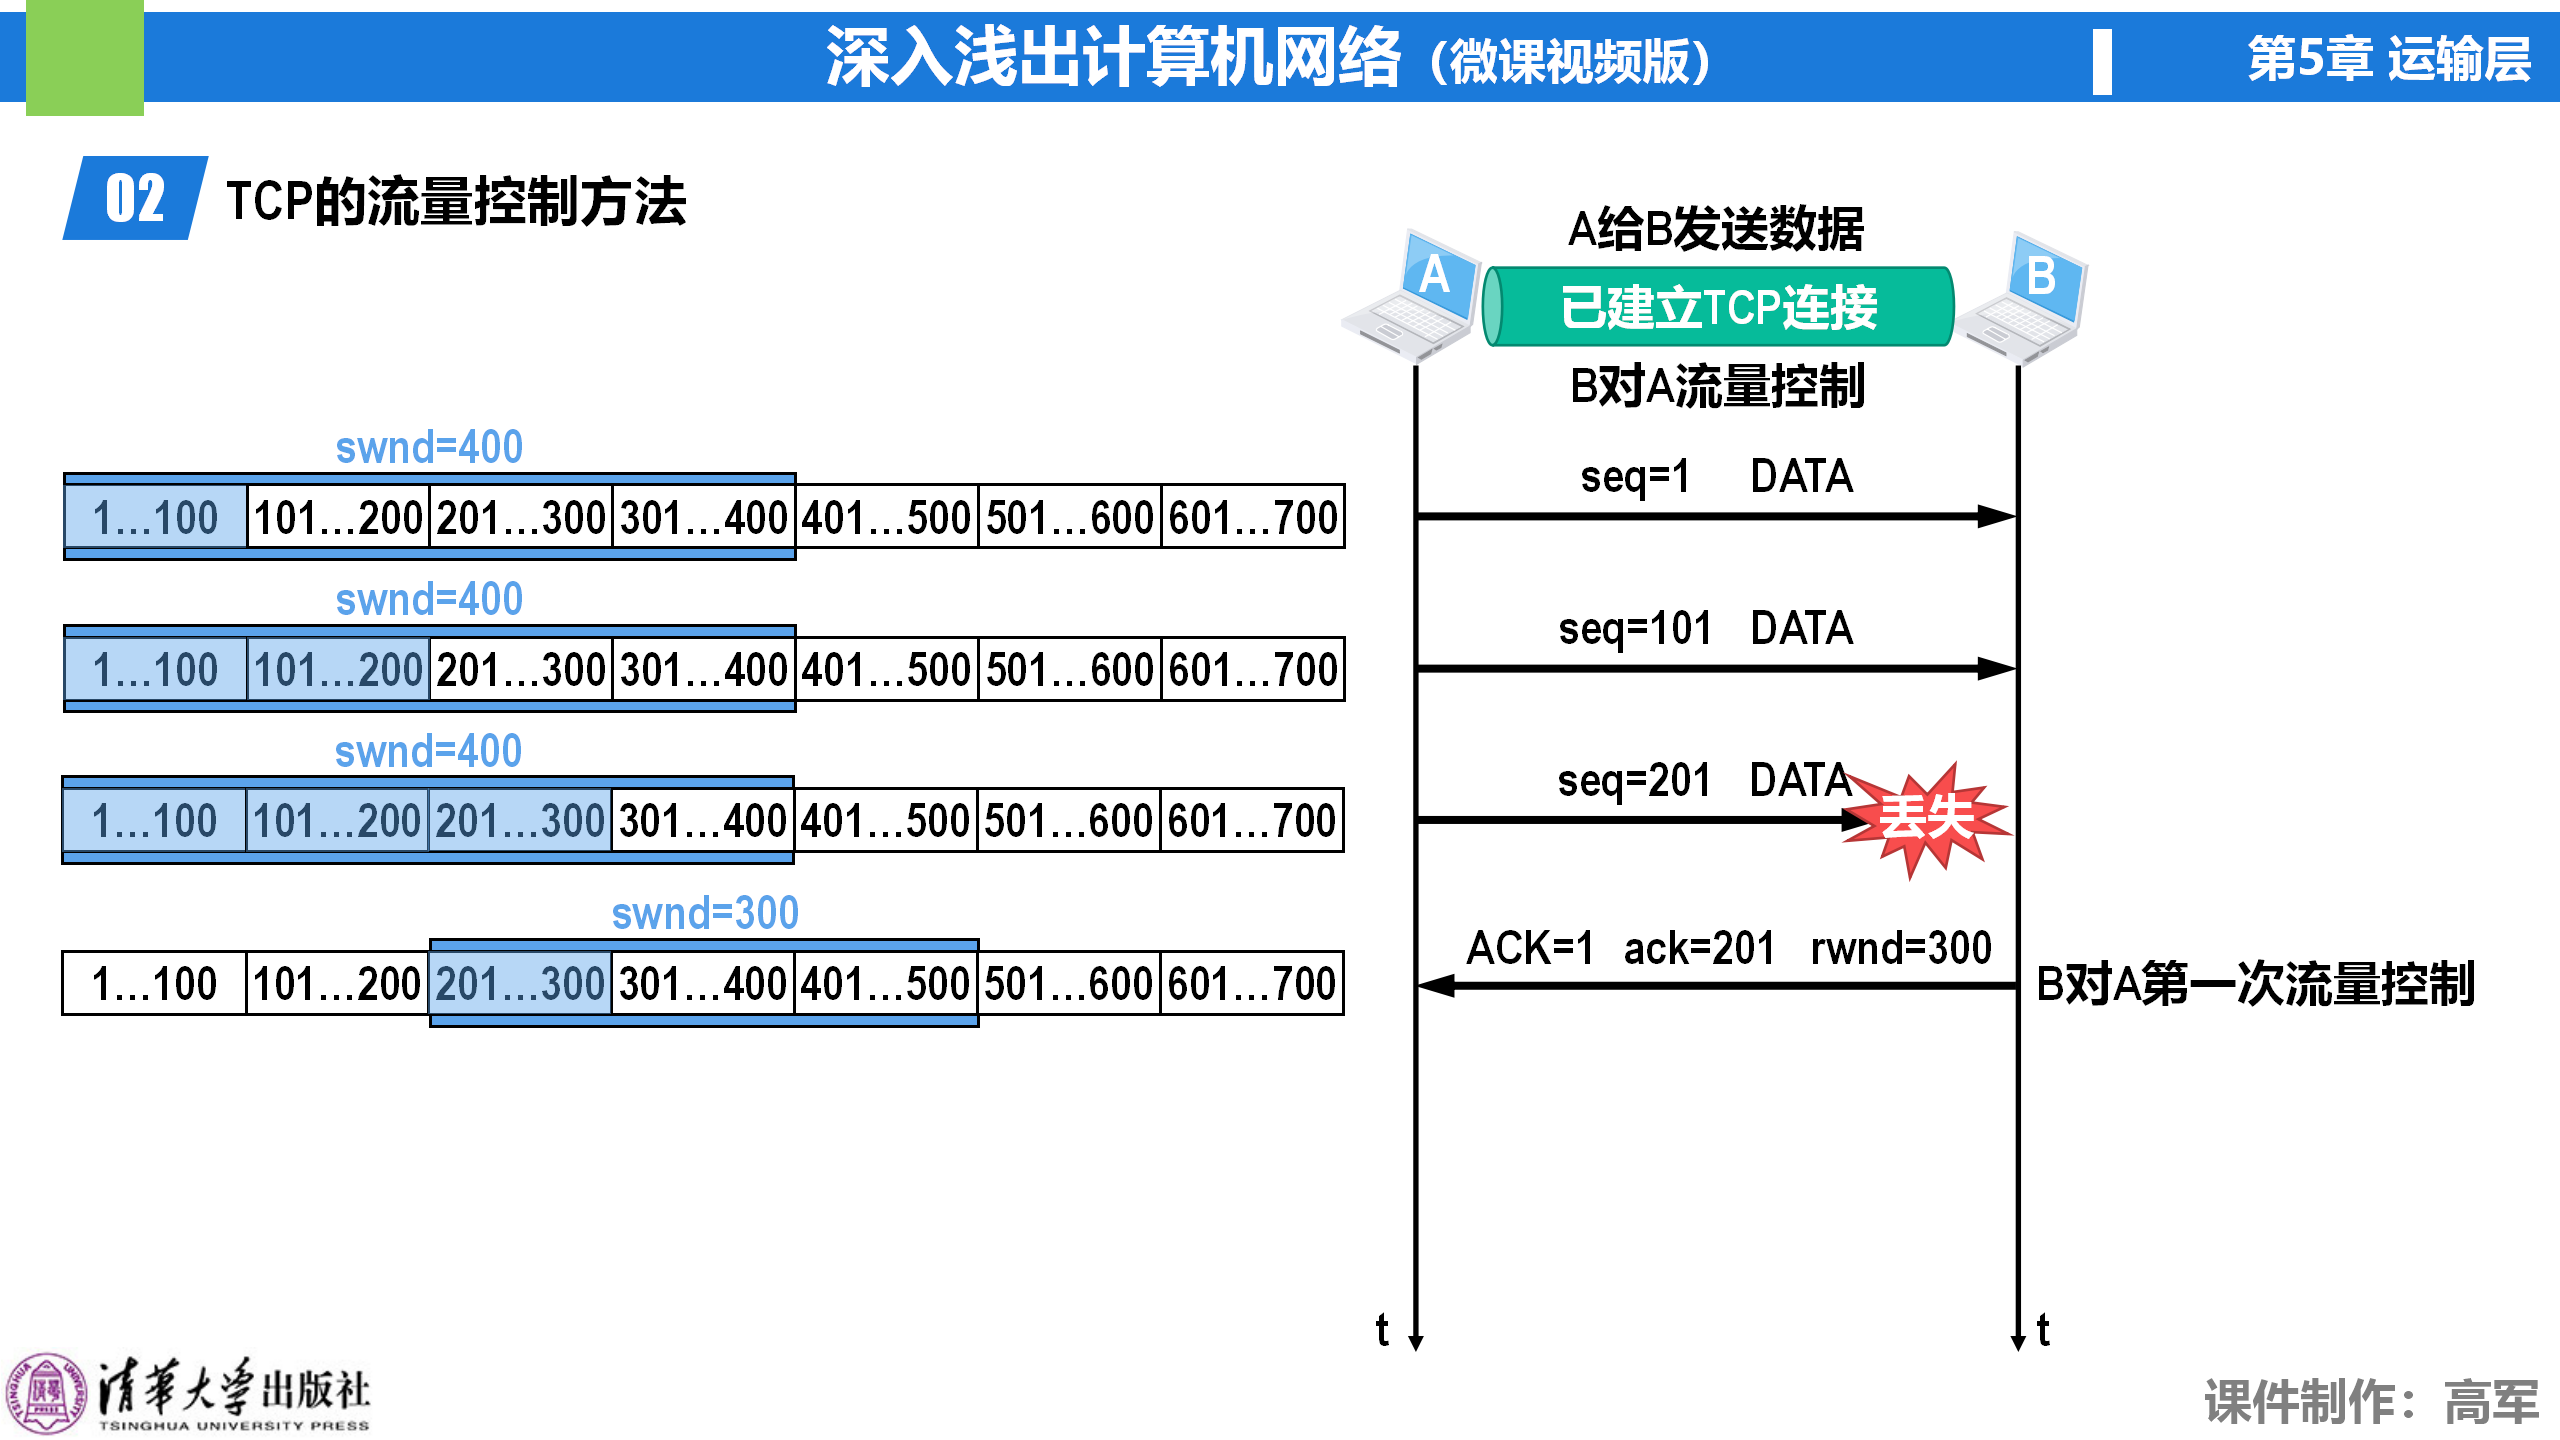 深入浅出计算机网络（微课视频版）
第5章 运输层
02 TCP的流量控制方法
A给B发送数据
A
已建立TCP连接
B
B对A流量控制
swnd=400
1...100 101...200 201...300 301...400 401...500 501...600 601...700
seq=1 DATA
swnd=400
1...100 101...200 201...300 301...400 401...500 501...600 601...700
seq=101 DATA
swnd=400
1...100 101...200 201...300 301...400 401...500 501...600 601...700
seq=201 DATA
丢失
swnd=300
1...100 101...200 201...300 301...400 401...500 501...600 601...700
ACK=1 ack=201 rwnd=300
B对A第一次流量控制
t
t
清华大学出版社
TSINGHUA UNIVERSITY PRESS
课件制作：高军